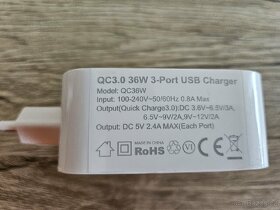 QC3.0 36W 3-Port USB Charger
Model: QC36W
Input: 100-240V~50/60Hz 0.8A Max
Output(Quick Charge3.0): DC 3.6V~6.5V/3A,
6.5V~9V/2A,9V~12V/2A
Output: DC 5V 2.4A MAX(Each Port)
RoHS
MADE IN CHINA